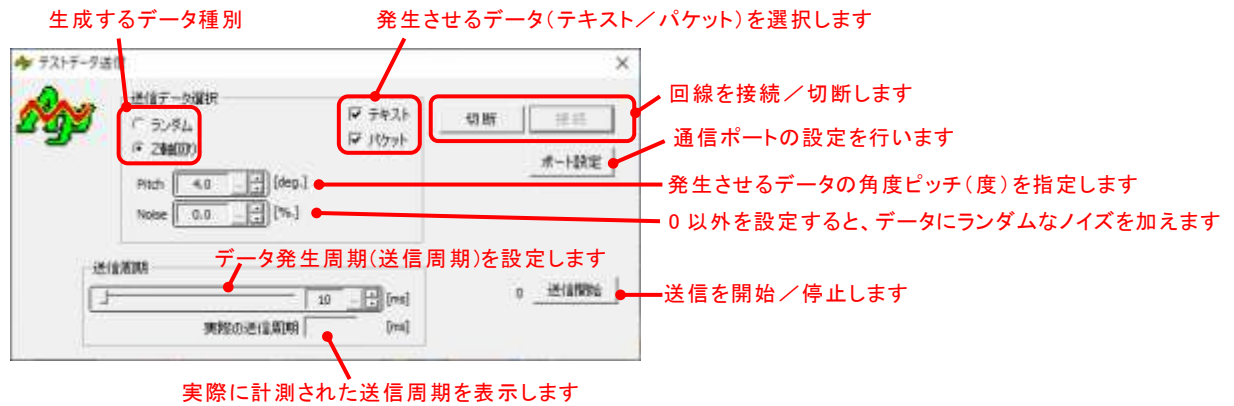 生成するデータ種別
発生させるデータ(テキスト／パケット)を選択します
テストデータ送信
送信データ選択
ランダム
Z軸(回り)
テキスト
パケット
切断
接続
回線を接続／切断します
通信ポートの設定を行います
ポート設定
Pitch 4.0 ... [deg.]
発生させるデータの角度ピッチ(度)を指定します
Noise 0.0 ... [%.]
0 以外を設定すると、データにランダムなノイズを加えます
データ発生周期(送信周期)を設定します
送信周期
10 ... [ms]
0 送信開始
送信を開始／停止します
実際の送信周期 [ms]
実際に計測された送信周期を表示します